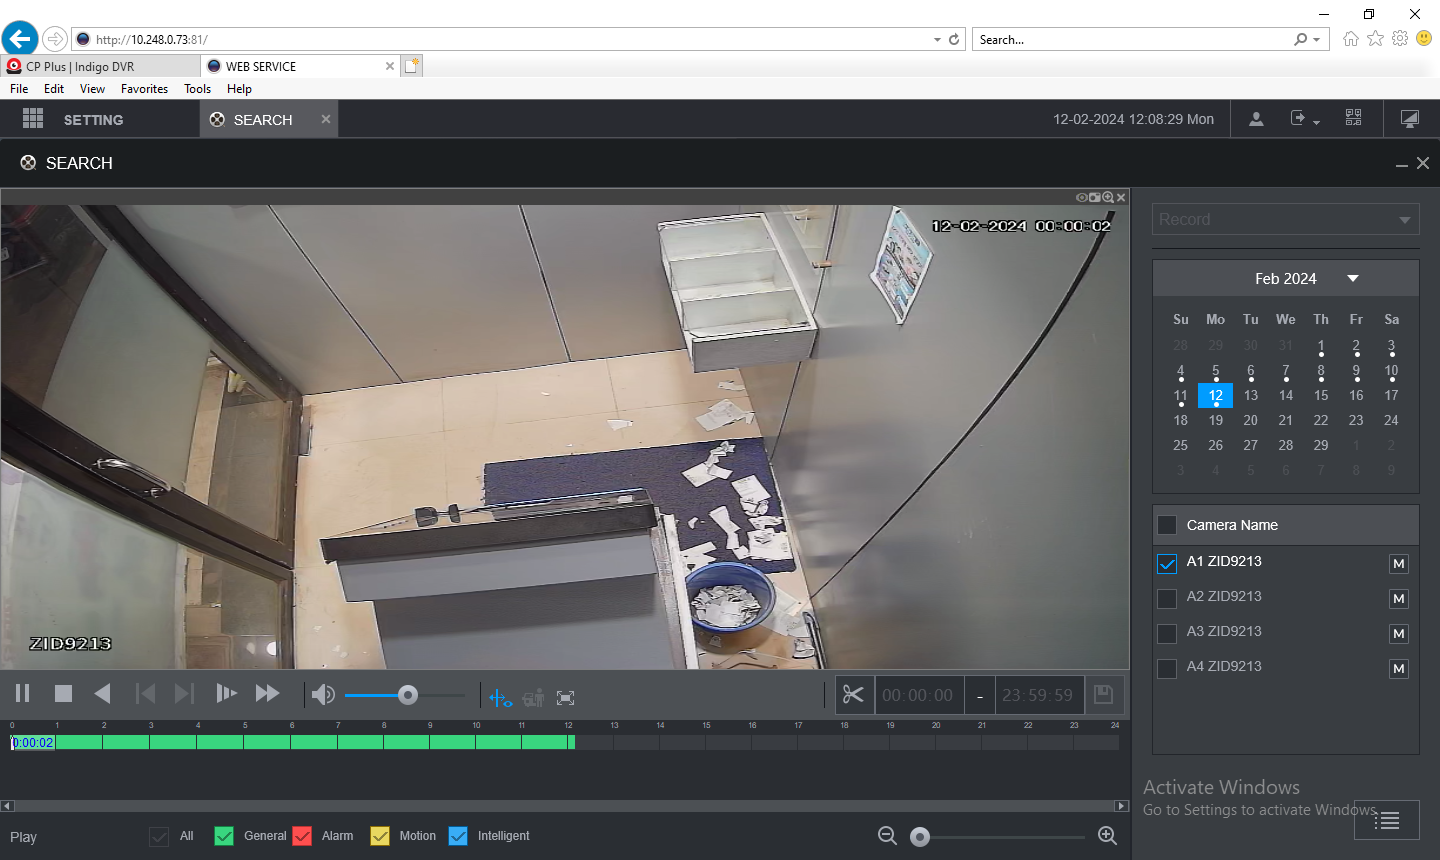 http://10.248.0.73:81/
Search...
CP Plus | Indigo DVR
WEB SERVICE
File Edit View Favorites Tools Help
SETTING
SEARCH
12-02-2024 12:08:29 Mon
SEARCH
12-02-2024 00:00:02
ZID9213
Record
Feb 2024
Su Mo Tu We Th Fr Sa
28 29 30 31 1 2 3
4 5 6 7 8 9 10
11 12 13 14 15 16 17
18 19 20 21 22 23 24
25 26 27 28 29 1 2
3 4 5 6 7 8 9
Camera Name
A1 ZID9213 M
A2 ZID9213 M
A3 ZID9213 M
A4 ZID9213 M
00:00:00 - 23:59:59
0 1 2 3 4 5 6 7 8 9 10 11 12 13 14 15 16 17 18 19 20 21 22 23 24
0:00:02
Activate Windows
Go to Settings to activate Windows.
Play
All General Alarm Motion Intelligent